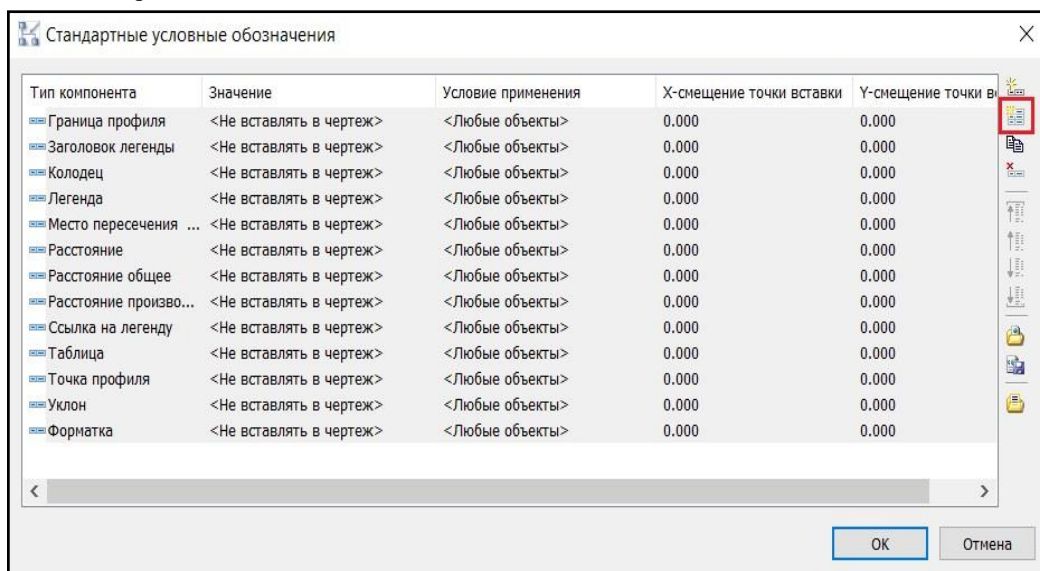 Стандартные условные обозначения
Тип компонента Значение Условие применения X-смещение точки вставки Y-смещение точки
Граница профиля <Не вставлять в чертеж> <Любые объекты> 0.000 0.000
Заголовок легенды <Не вставлять в чертеж> <Любые объекты> 0.000 0.000
Колодец <Не вставлять в чертеж> <Любые объекты> 0.000 0.000
Легенда <Не вставлять в чертеж> <Любые объекты> 0.000 0.000
Место пересечения ... <Не вставлять в чертеж> <Любые объекты> 0.000 0.000
Расстояние <Не вставлять в чертеж> <Любые объекты> 0.000 0.000
Расстояние общее <Не вставлять в чертеж> <Любые объекты> 0.000 0.000
Расстояние произво... <Не вставлять в чертеж> <Любые объекты> 0.000 0.000
Ссылка на легенду <Не вставлять в чертеж> <Любые объекты> 0.000 0.000
Таблица <Не вставлять в чертеж> <Любые объекты> 0.000 0.000
Точка профиля <Не вставлять в чертеж> <Любые объекты> 0.000 0.000
Уклон <Не вставлять в чертеж> <Любые объекты> 0.000 0.000
Форматка <Не вставлять в чертеж> <Любые объекты> 0.000 0.000
ОК Отмена